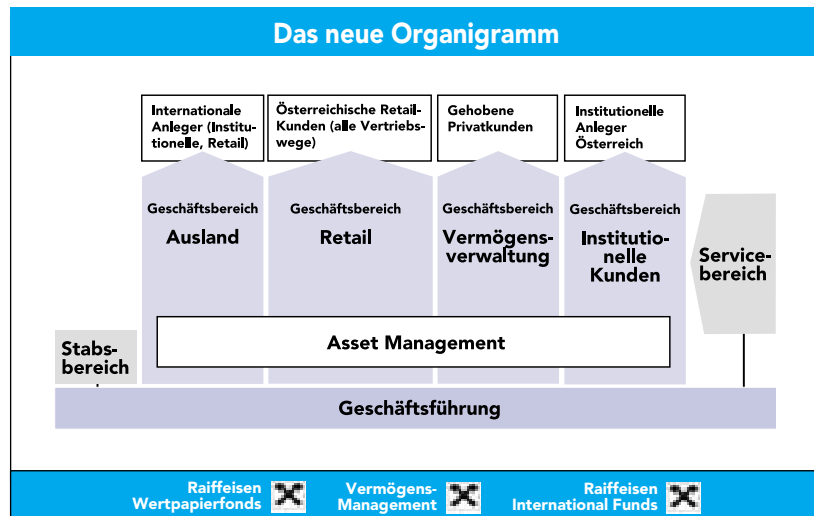 Das neue Organigramm
Internationale
Anleger (Institu-
tionelle, Retail)
Österreichische Retail-
Kunden (alle Vertriebs-
wege)
Gehobene
Privatkunden
Institutionelle
Anleger
Österreich
Geschäftsbereich
Ausland
Geschäftsbereich
Retail
Geschäftsbereich
Vermögens-
verwaltung
Geschäftsbereich
Institutio-
nelle
Kunden
Service-
bereich
Stabs-
bereich
Asset Management
Geschäftsführung
Raiffeisen
Wertpapierfonds
Vermögens-
Management
Raiffeisen
International Funds